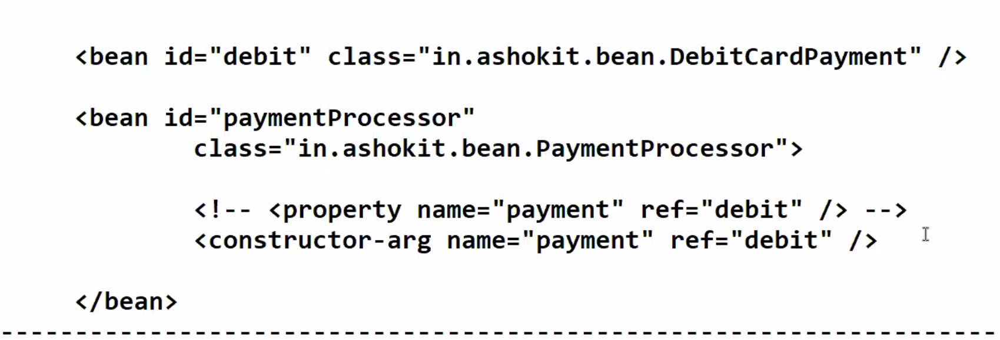 <bean id="debit" class="in.ashokit.bean.DebitCardPayment" />
<bean id="paymentProcessor"
class="in.ashokit.bean.PaymentProcessor">
<!-- <property name="payment" ref="debit" /> -->
<constructor-arg name="payment" ref="debit" />
</bean>
--------------------------------------------------------------------